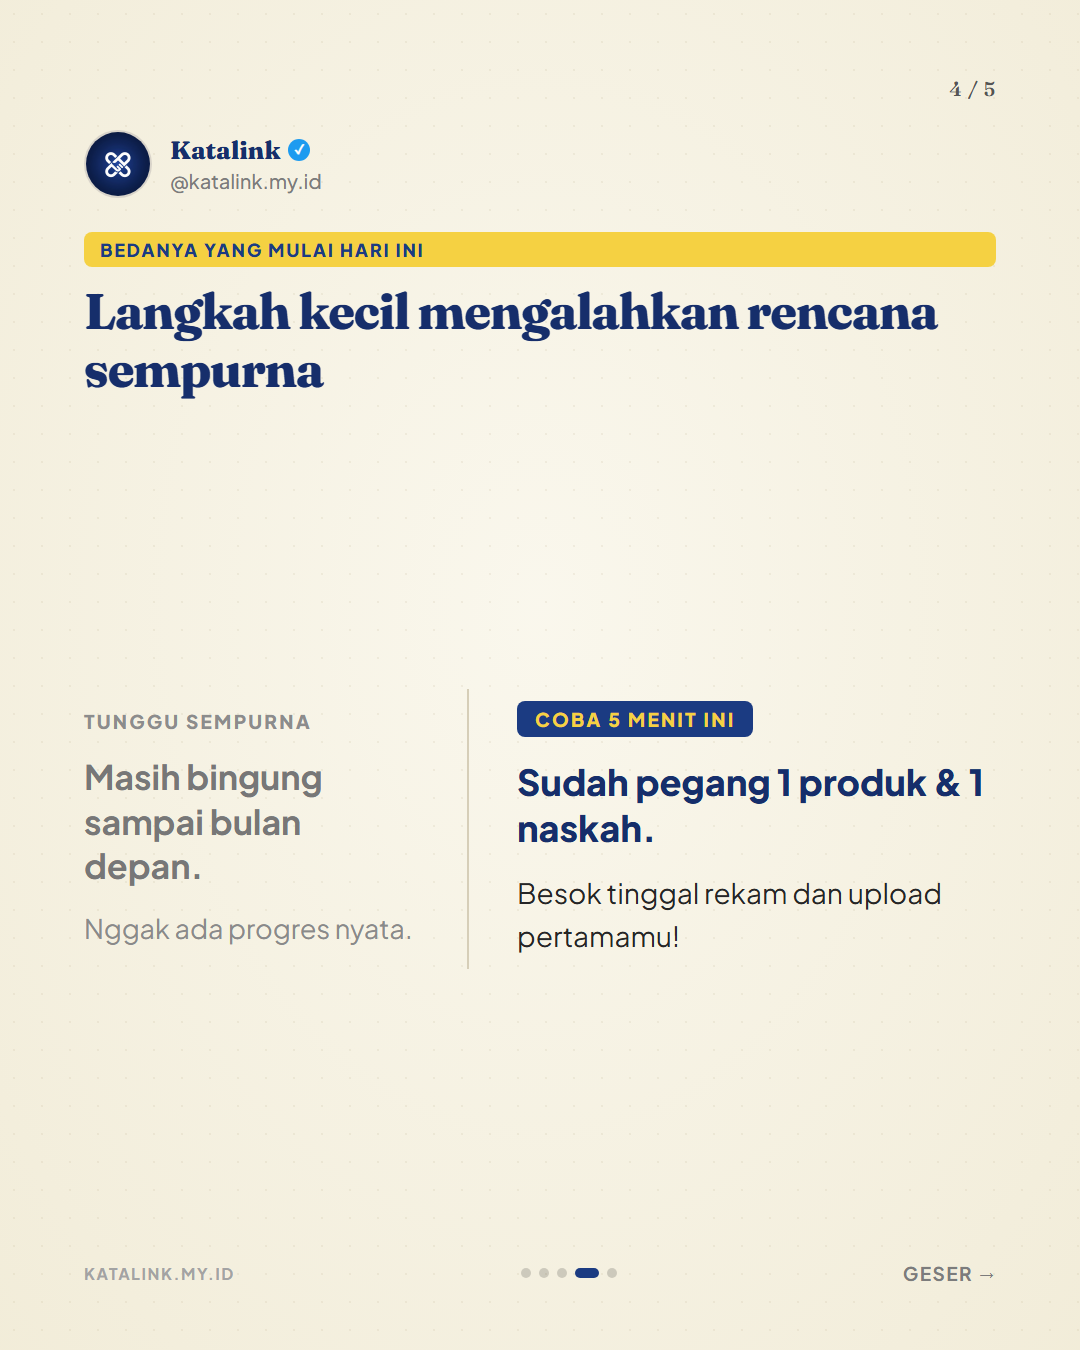 4 / 5
Katalink
@katalink.my.id
BEDANYA YANG MULAI HARI INI
Langkah kecil mengalahkan rencana
sempurna
TUNGGU SEMPURNA
Masih bingung
sampai bulan
depan.
Nggak ada progres nyata.
COBA 5 MENIT INI
Sudah pegang 1 produk & 1
naskah.
Besok tinggal rekam dan upload
pertamamu!
KATALINK.MY.ID
GESER →